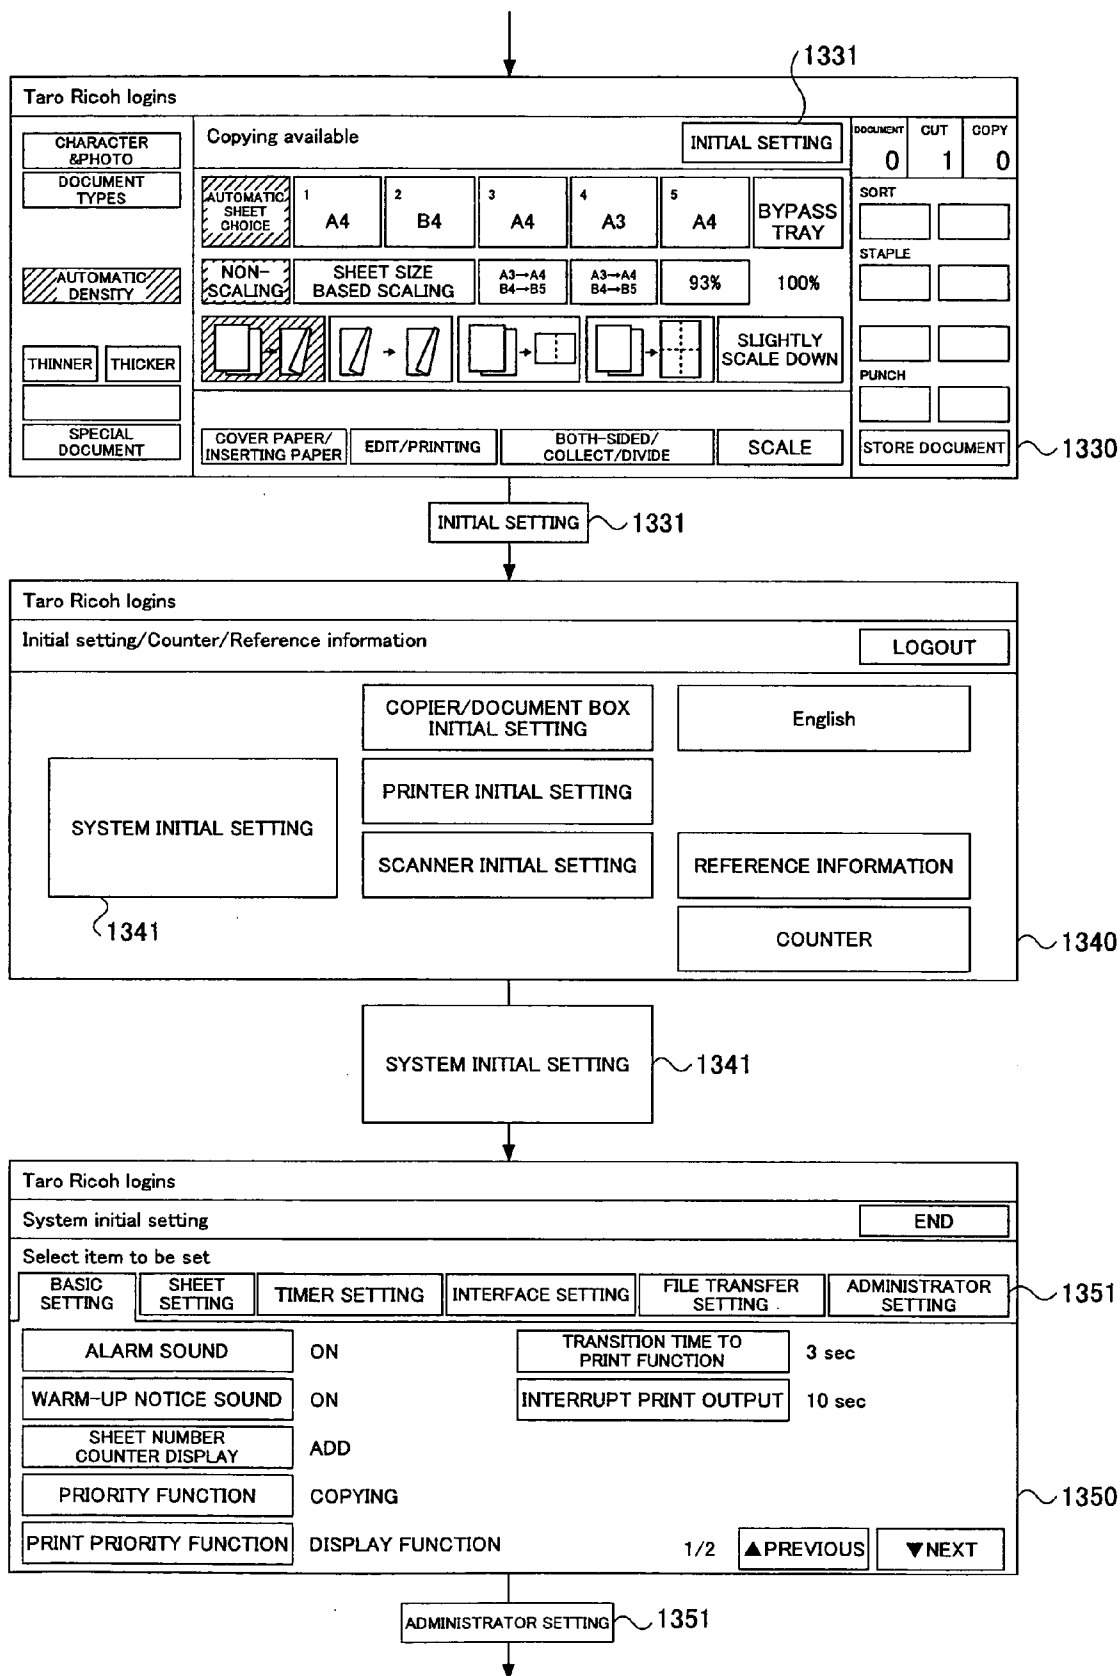 1331
Taro Ricoh logins
CHARACTER
&PHOTO
DOCUMENT
TYPES
AUTOMATIC
DENSITY
THINNER THICKER
SPECIAL
DOCUMENT
Copying available
INITIAL SETTING
AUTOMATIC
SHEET
CHOICE
1
A4
2
B4
3
A4
4
A3
5
A4
BYPASS
TRAY
NON-
SCALING
SHEET SIZE
BASED SCALING
A3→A4
B4→B5
A3→A4
B4→B5
93%
100%
SLIGHTLY
SCALE DOWN
COVER PAPER/
INSERTING PAPER
EDIT/PRINTING
BOTH-SIDED/
COLLECT/DIVIDE
SCALE
DOCUMENT CUT COPY
0 1 0
SORT
STAPLE
PUNCH
STORE DOCUMENT
1330
INITIAL SETTING
1331
Taro Ricoh logins
Initial setting/Counter/Reference information
LOGOUT
COPIER/DOCUMENT BOX
INITIAL SETTING
English
SYSTEM INITIAL SETTING
PRINTER INITIAL SETTING
SCANNER INITIAL SETTING
REFERENCE INFORMATION
1341
COUNTER
1340
SYSTEM INITIAL SETTING
1341
Taro Ricoh logins
System initial setting
END
Select item to be set
BASIC
SETTING
SHEET
SETTING
TIMER SETTING
INTERFACE SETTING
FILE TRANSFER
SETTING
ADMINISTRATOR
SETTING
1351
ALARM SOUND ON
TRANSITION TIME TO
PRINT FUNCTION
3 sec
WARM-UP NOTICE SOUND ON
INTERRUPT PRINT OUTPUT 10 sec
SHEET NUMBER
COUNTER DISPLAY
ADD
PRIORITY FUNCTION COPYING
1350
PRINT PRIORITY FUNCTION DISPLAY FUNCTION
1/2 ▲PREVIOUS ▼NEXT
ADMINISTRATOR SETTING
1351